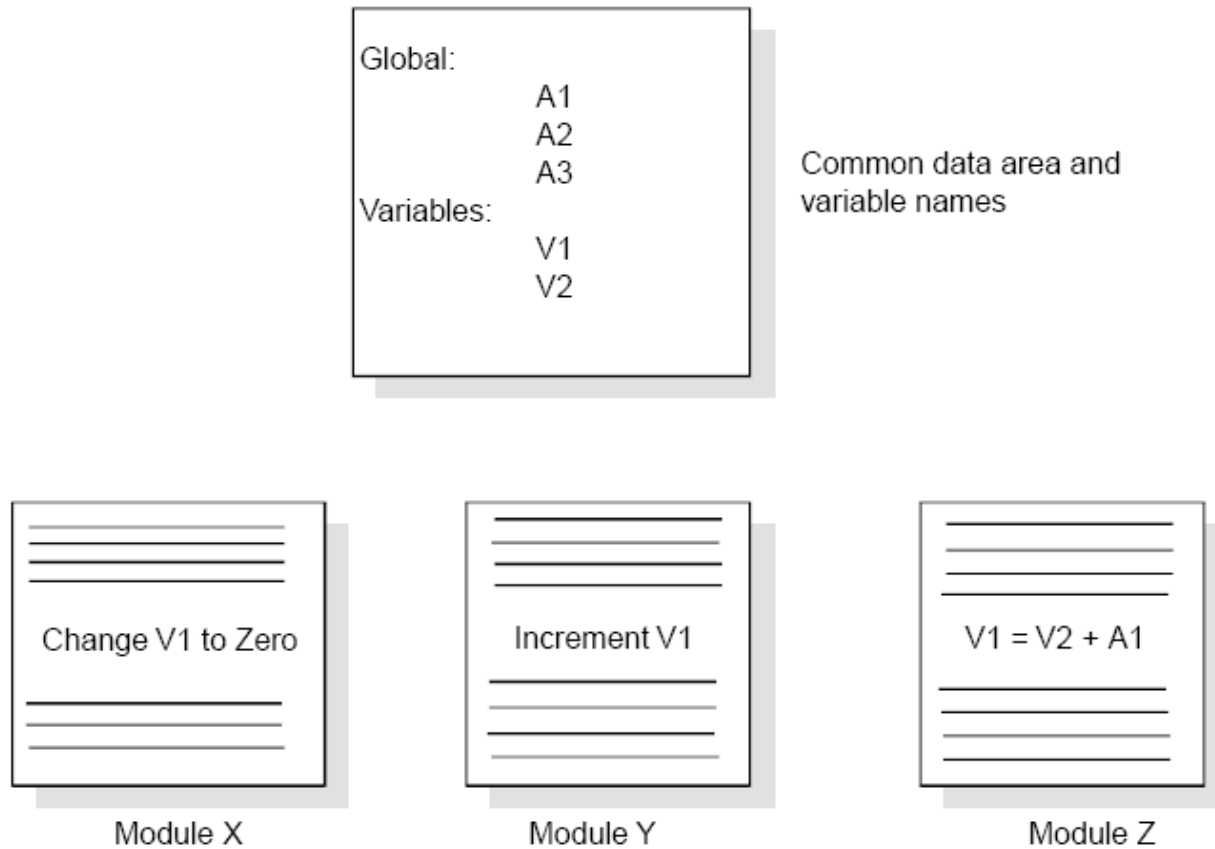 Global:
A1
A2
A3
Variables:
V1
V2
Common data area and
variable names
Change V1 to Zero
Increment V1
V1 = V2 + A1
Module X
Module Y
Module Z